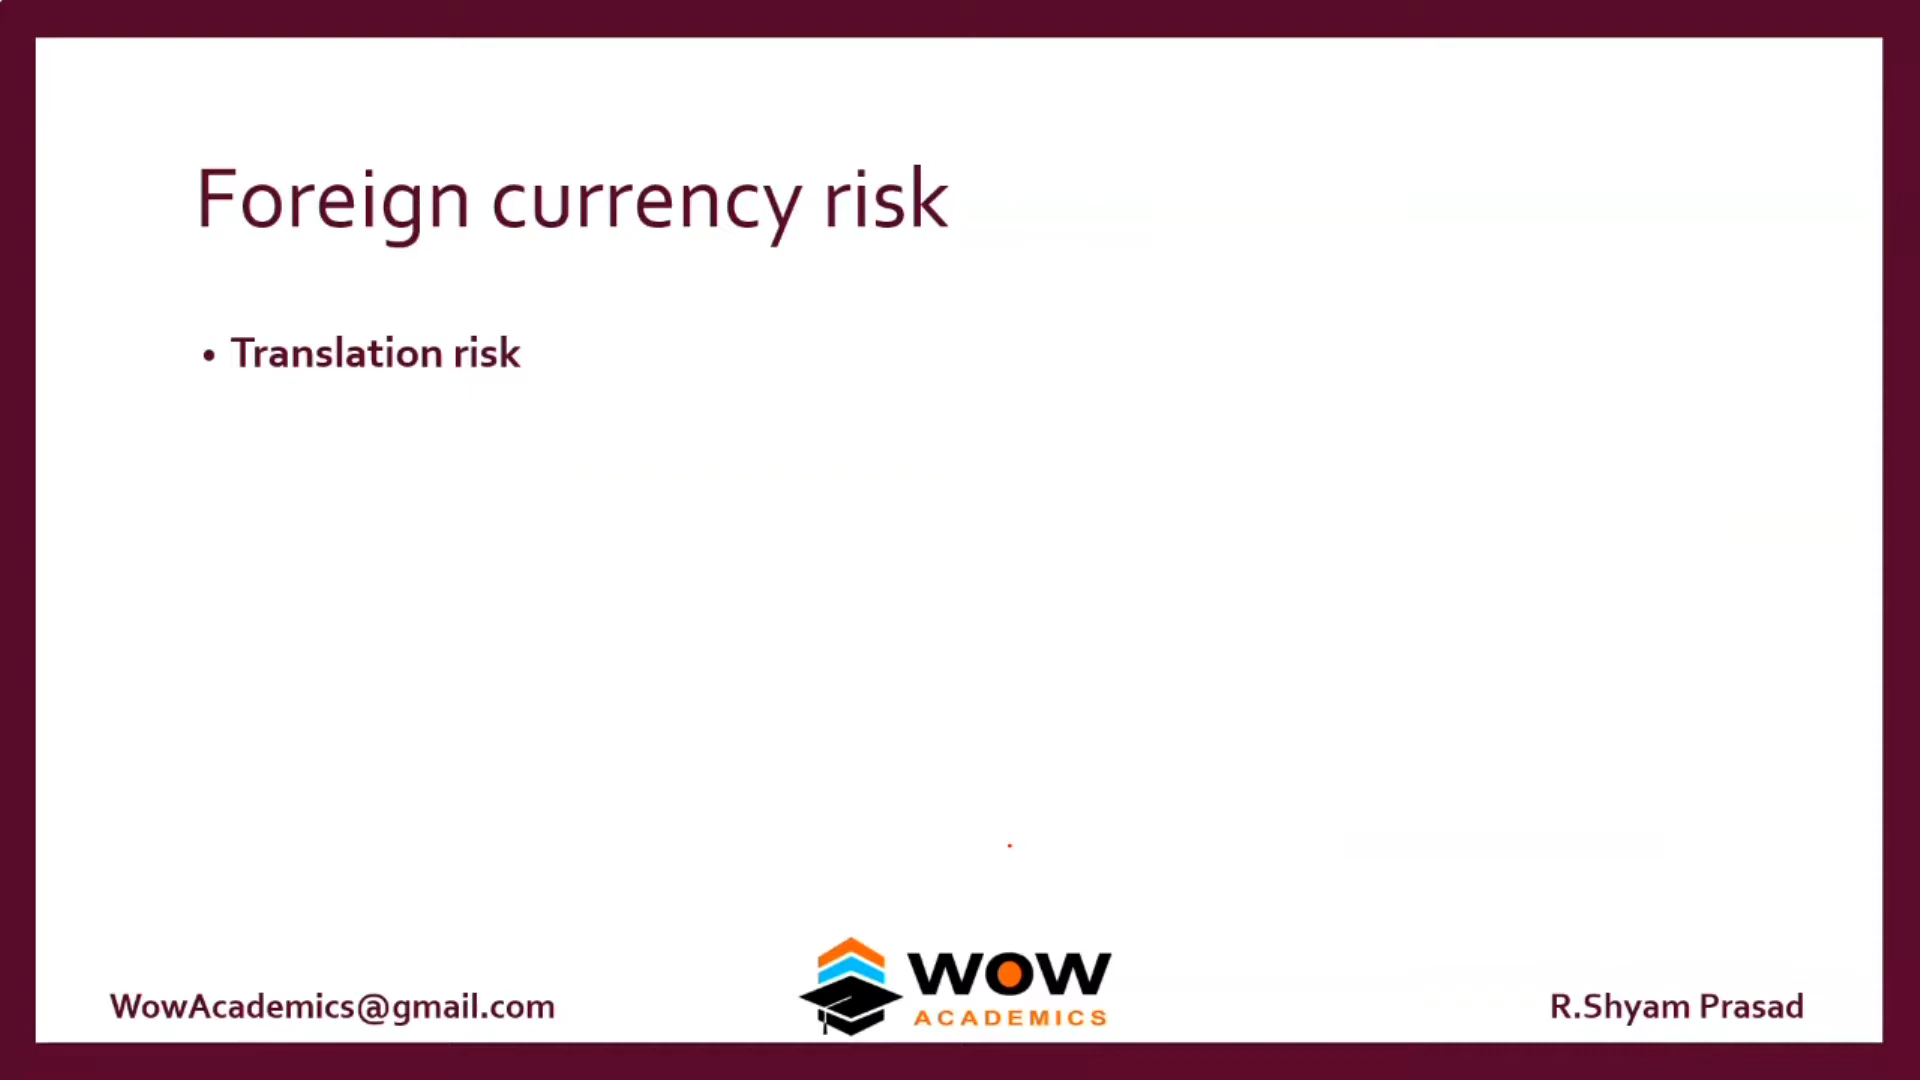 Foreign currency risk
• Translation risk
WowAcademics@gmail.com
WOW
ACADEMICS
R.Shyam Prasad